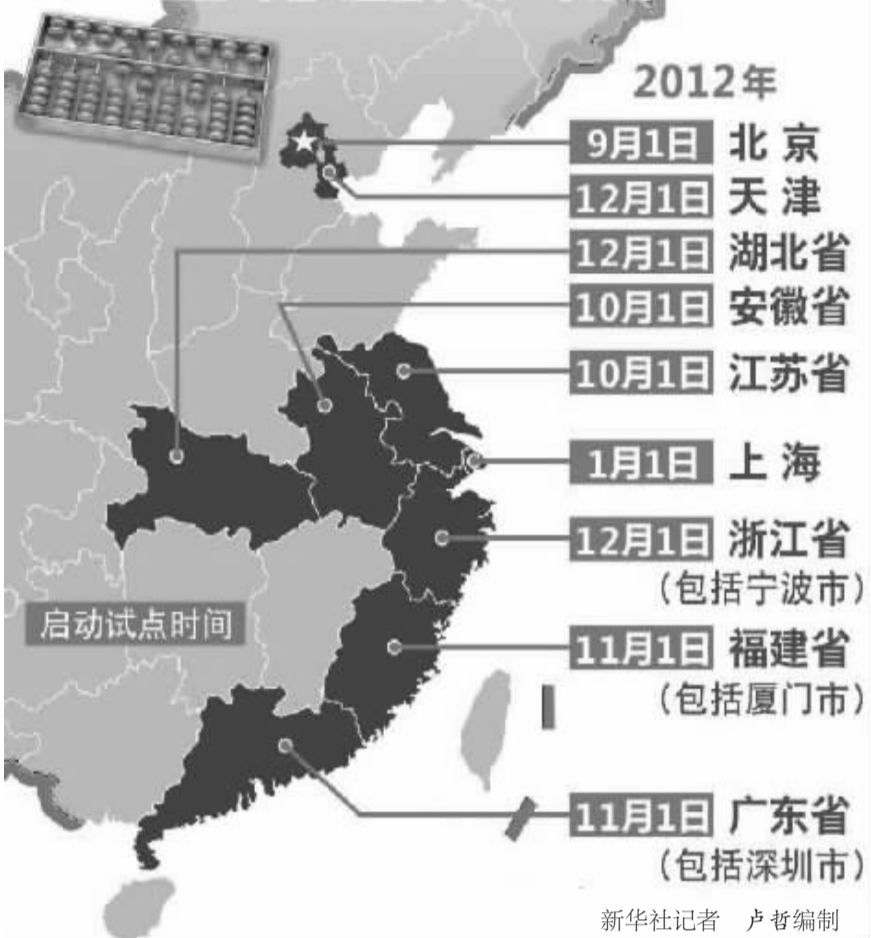 2012年
9月1日 北京
12月1日 天津
12月1日 湖北省
10月1日 安徽省
10月1日 江苏省
1月1日 上海
12月1日 浙江省
（包括宁波市）
启动试点时间
11月1日 福建省
（包括厦门市）
11月1日 广东省
（包括深圳市）
新华社记者 卢哲编制